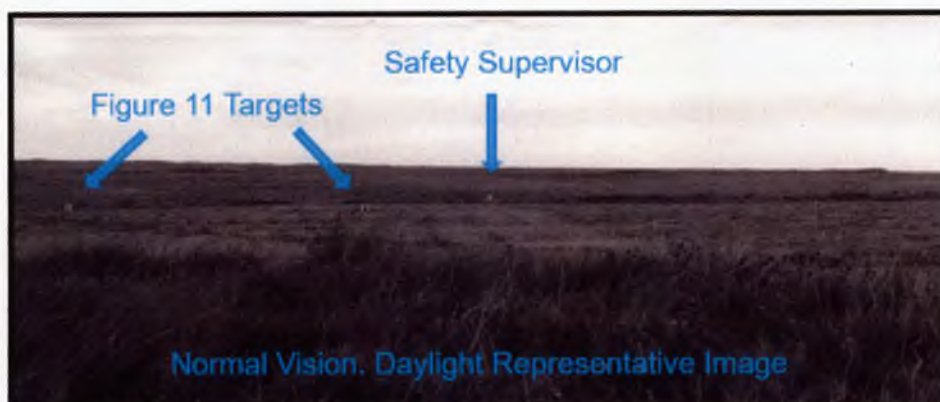 Safety Supervisor
Figure 11 Targets
Normal Vision. Daylight Representative Image